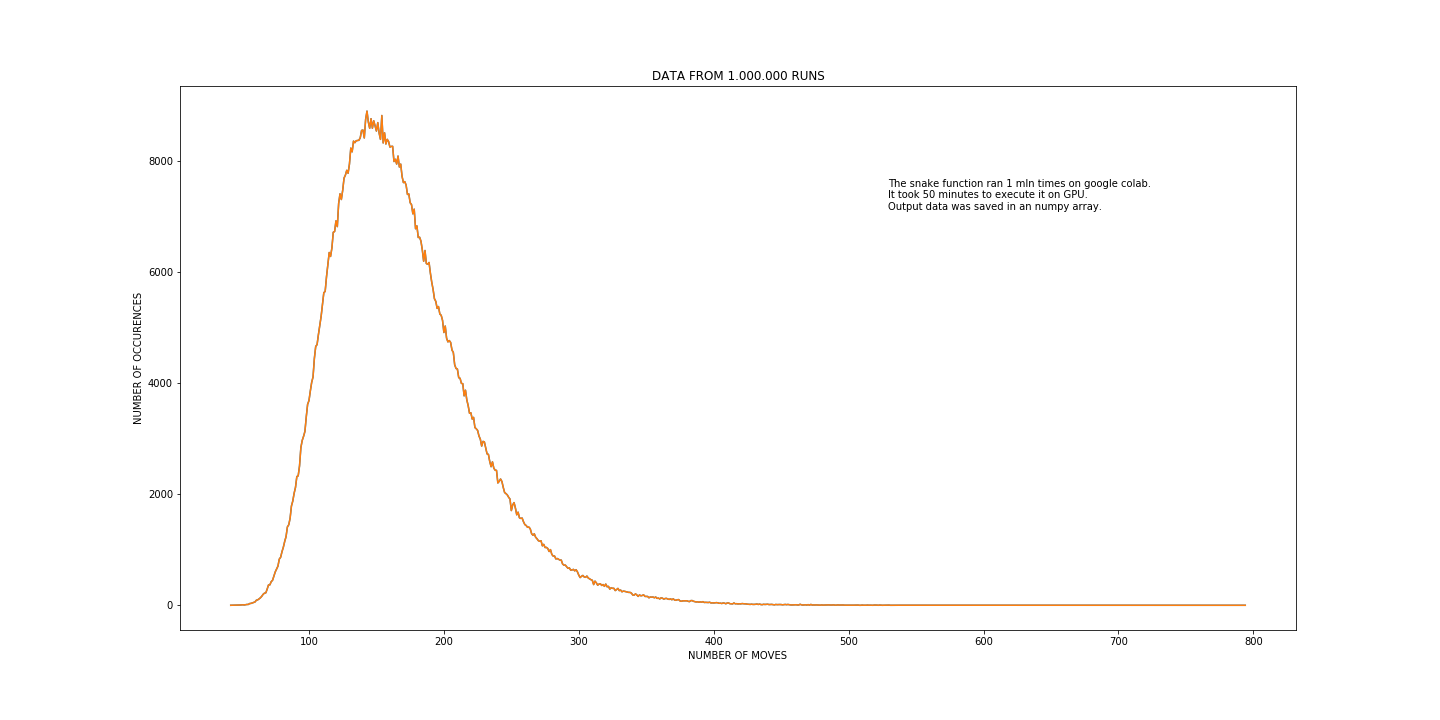 DATA FROM 1.000.000 RUNS
8000
6000
4000
2000
0
NUMBER OF OCCURENCES
The snake function ran 1 mln times on google colab.
It took 50 minutes to execute it on GPU.
Output data was saved in an numpy array.
100 200 300 400 500 600 700 800
NUMBER OF MOVES